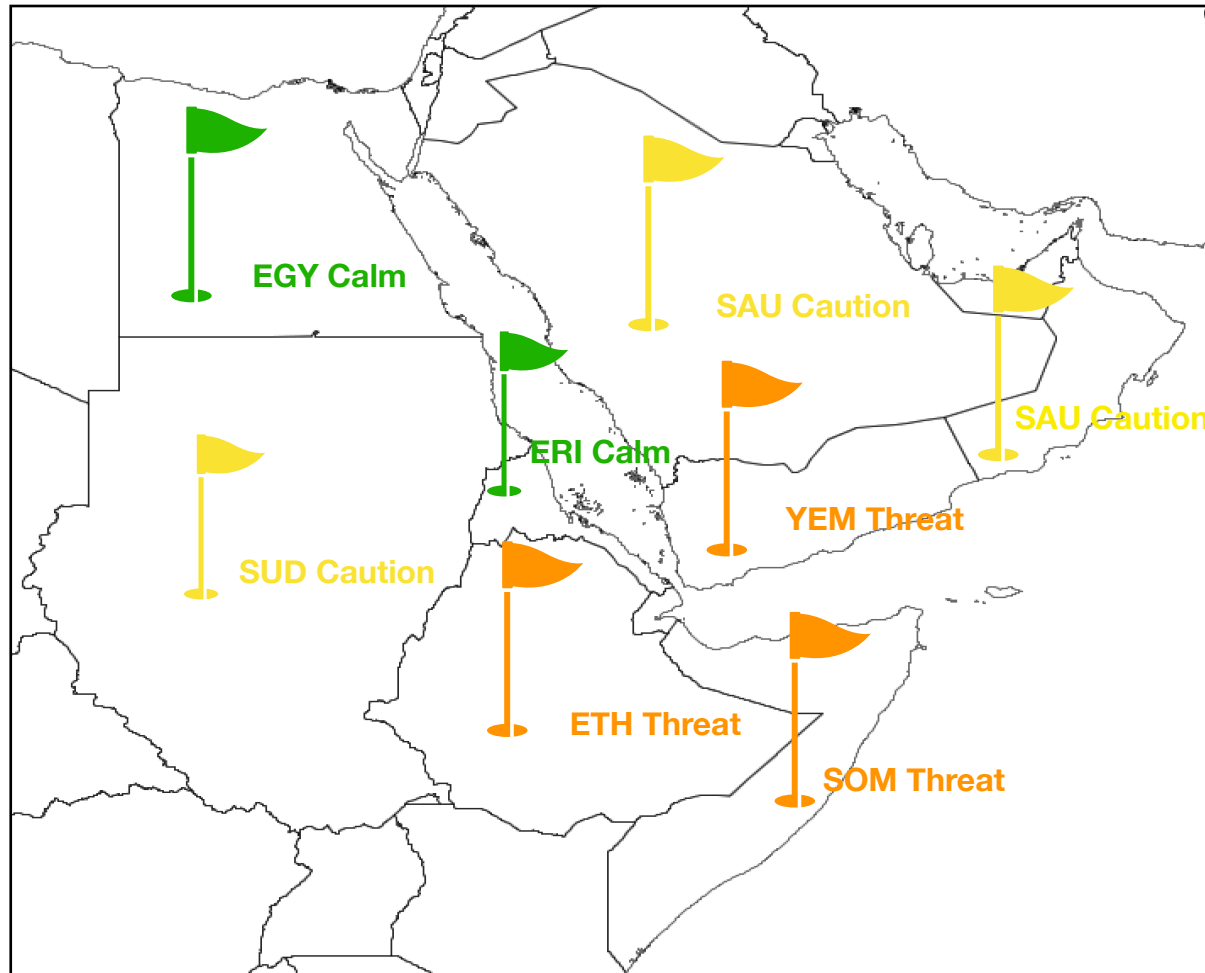 EGY Calm
SAU Caution
SAU Caution
ERI Calm
YEM Threat
SUD Caution
ETH Threat
SOM Threat